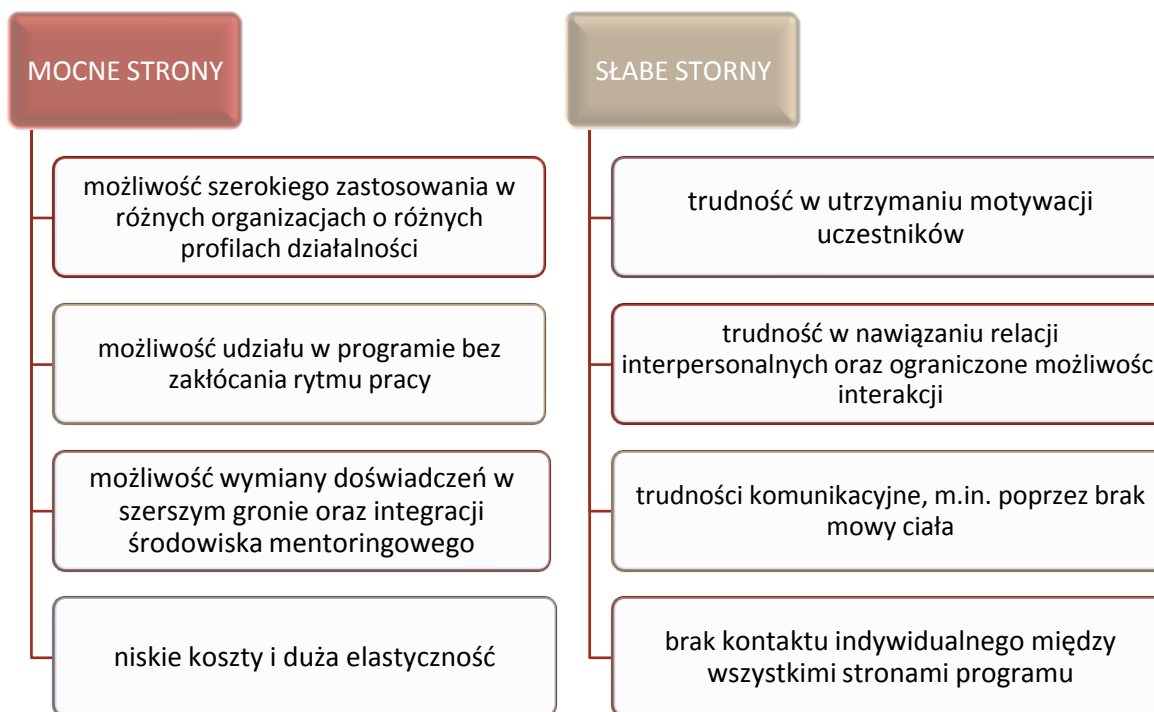 MOCNE STRONY
możliwość szerokiego zastosowania w
różnych organizacjach o różnych
profilach działalności
możliwość udziału w programie bez
zakłócania rytmu pracy
możliwość wymiany doświadczeń w
szerszym gronie oraz integracji
środowiska mentoringowego
niskie koszty i duża elastyczność
SŁABE STORNY
trudność w utrzymaniu motywacji
uczestników
trudność w nawiązaniu relacji
interpersonalnych oraz ograniczone możliwośc
interakcji
trudności komunikacyjne, m.in. poprzez brak
mowy ciała
brak kontaktu indywidualnego między
wszystkimi stronami programu